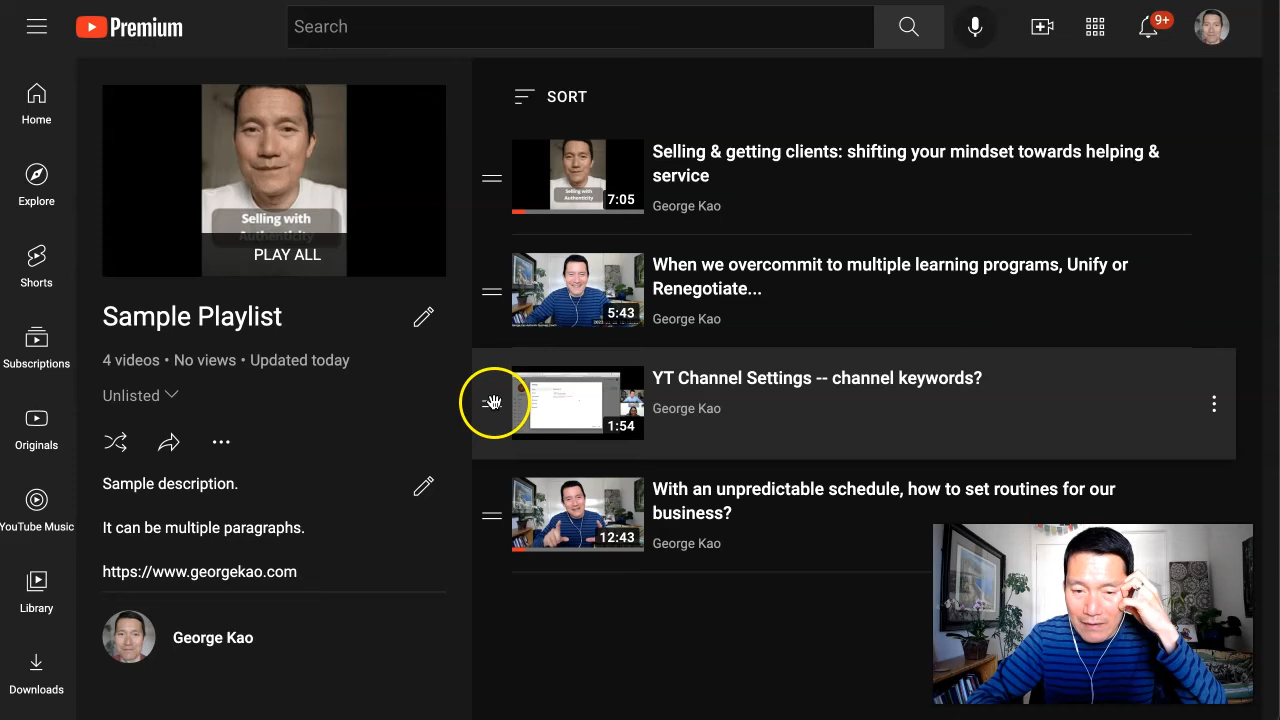 Premium
Search
9+
Home
Explore
Shorts
Subscriptions
Originals
YouTube Music
Library
Downloads
Selling with
Authenticity
PLAY ALL
Sample Playlist
4 videos • No views • Updated today
Unlisted
Sample description.
It can be multiple paragraphs.
https://www.georgekao.com
George Kao
SORT
Selling with
Authenticity
7:05
Selling & getting clients: shifting your mindset towards helping &
service
George Kao
5:43
When we overcommit to multiple learning programs, Unify or
Renegotiate...
George Kao
1:54
YT Channel Settings -- channel keywords?
George Kao
12:43
With an unpredictable schedule, how to set routines for our
business?
George Kao